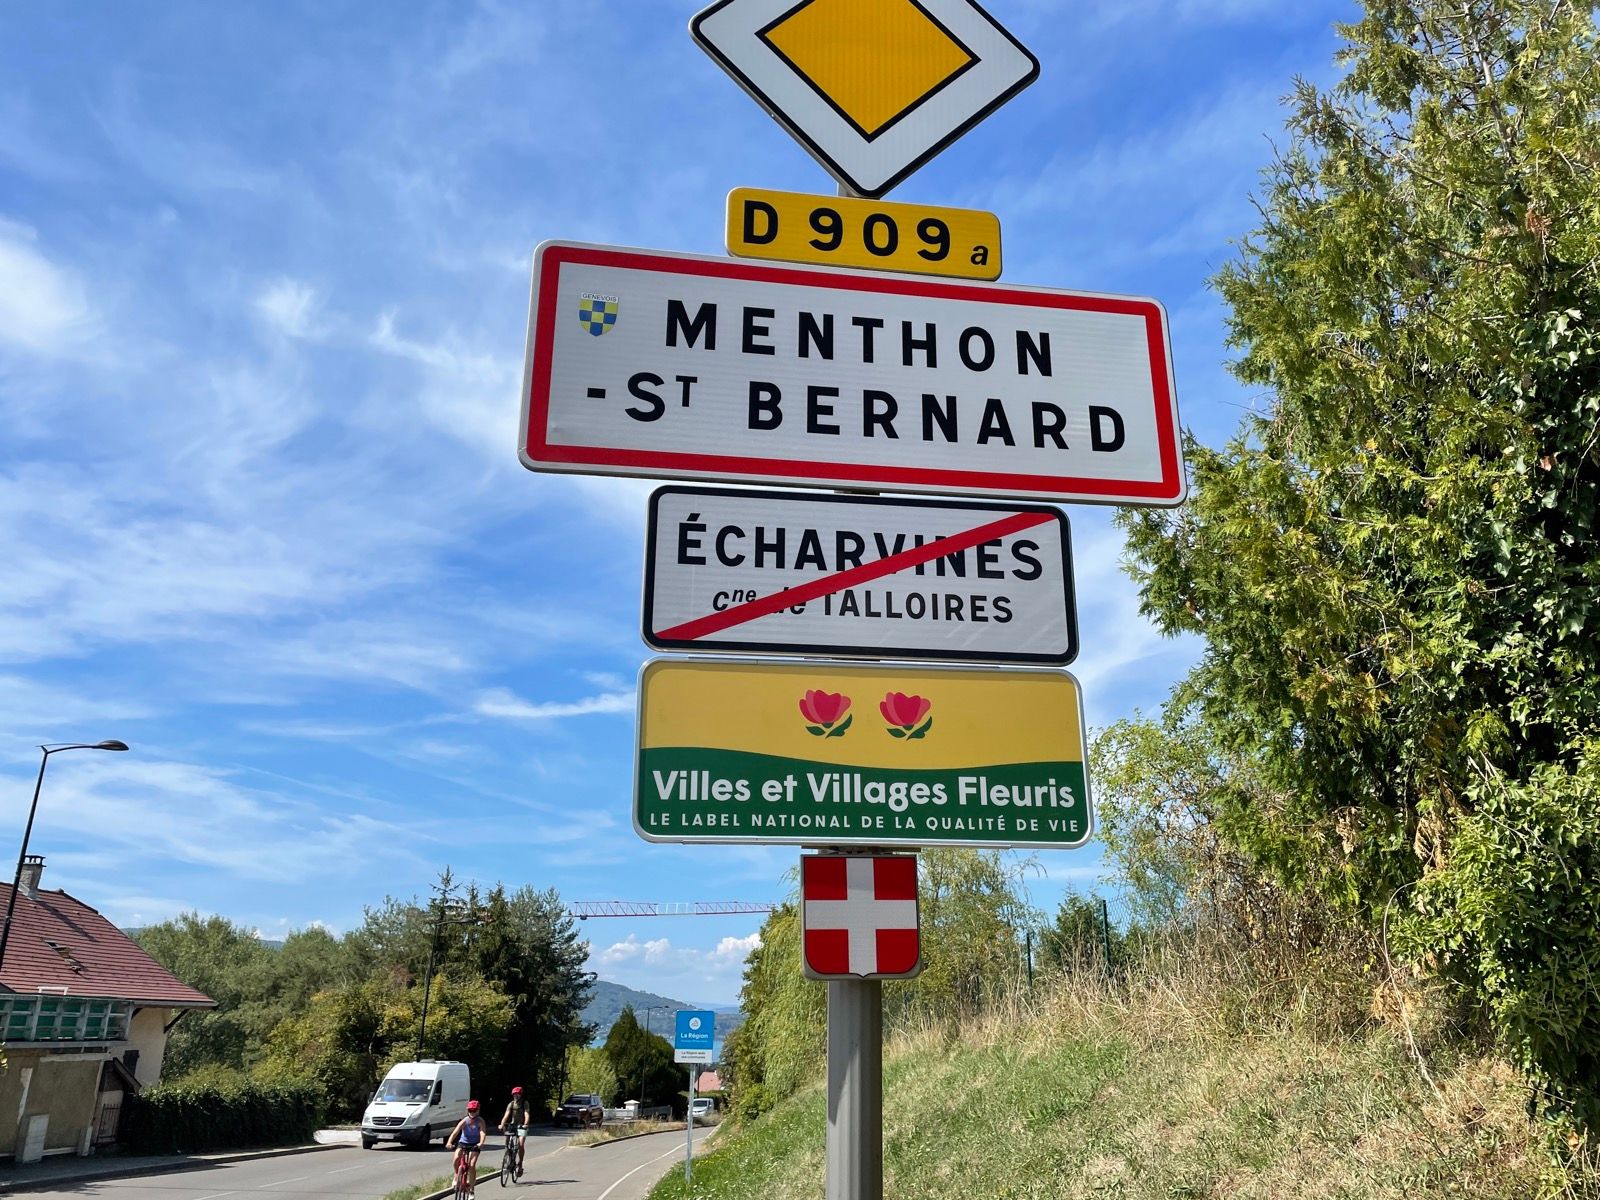 D 909 a
GENEVOIS
MENTHON
-ST BERNARD
ÉCHARVINES
cne de TALLOIRES
Villes et Villages Fleuris
LE LABEL NATIONAL DE LA QUALITÉ DE VIE
La Région